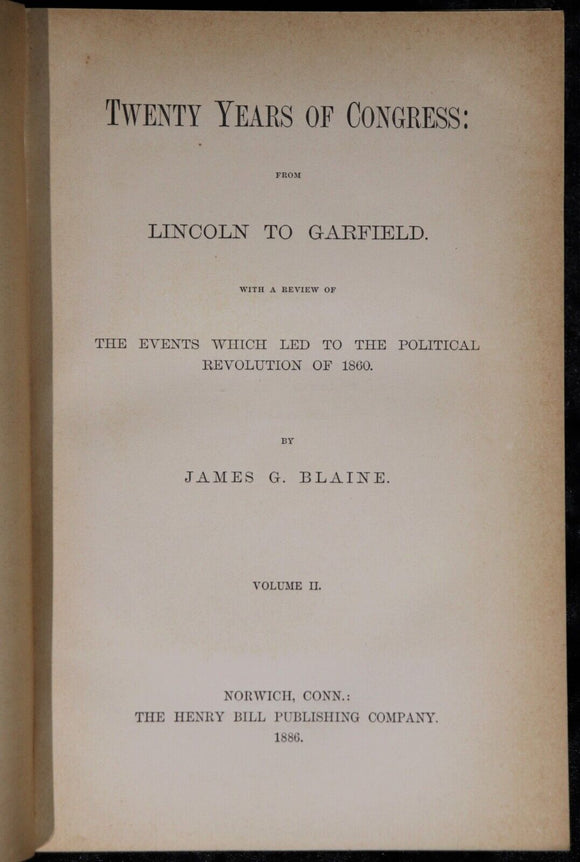 TWENTY YEARS OF CONGRESS:
FROM
LINCOLN TO GARFIELD.
WITH A REVIEW OF
THE EVENTS WHICH LED TO THE POLITICAL
REVOLUTION OF 1860.
BY
JAMES G. BLAINE.
VOLUME II.
NORWICH, CONN.:
THE HENRY BILL PUBLISHING COMPANY.
1886.